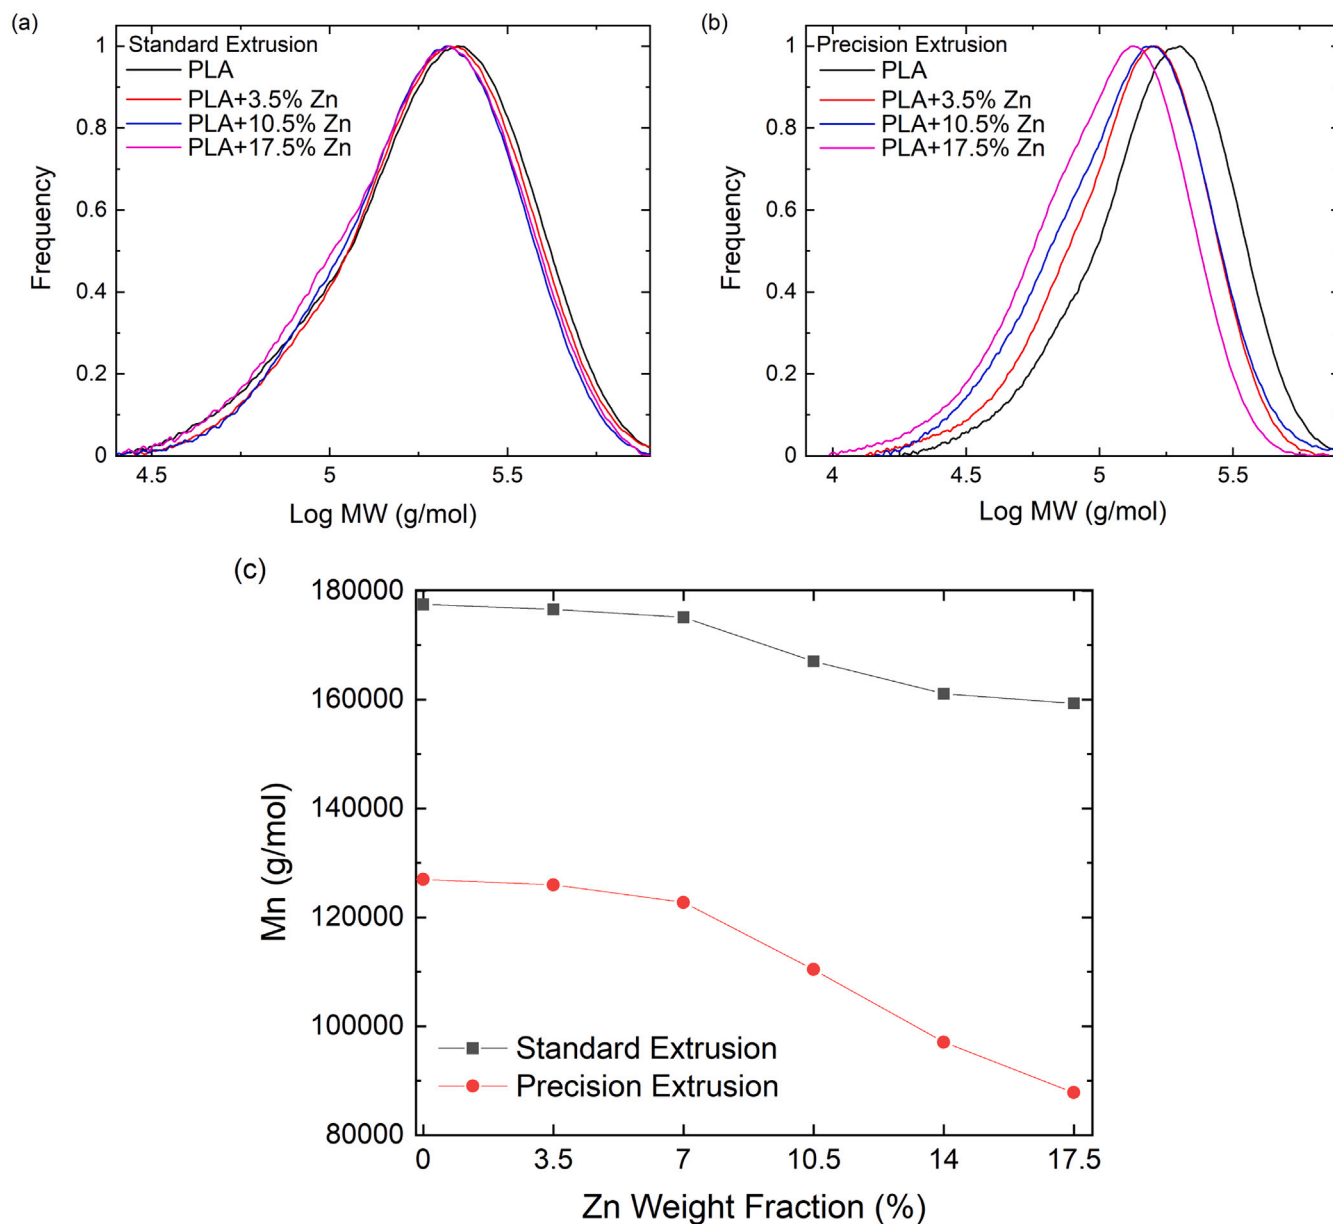 (a)
Standard Extrusion
PLA
PLA+3.5% Zn
PLA+10.5% Zn
PLA+17.5% Zn
1
0.8
0.6
0.4
0.2
0
Frequency
4.5
5
5.5
Log MW (g/mol)
(b)
Precision Extrusion
PLA
PLA+3.5% Zn
PLA+10.5% Zn
PLA+17.5% Zn
1
0.8
0.6
0.4
0.2
0
Frequency
4
4.5
5
5.5
Log MW (g/mol)
(c)
180000
160000
140000
120000
100000
80000
Mn (g/mol)
Standard Extrusion
Precision Extrusion
0
3.5
7
10.5
14
17.5
Zn Weight Fraction (%)